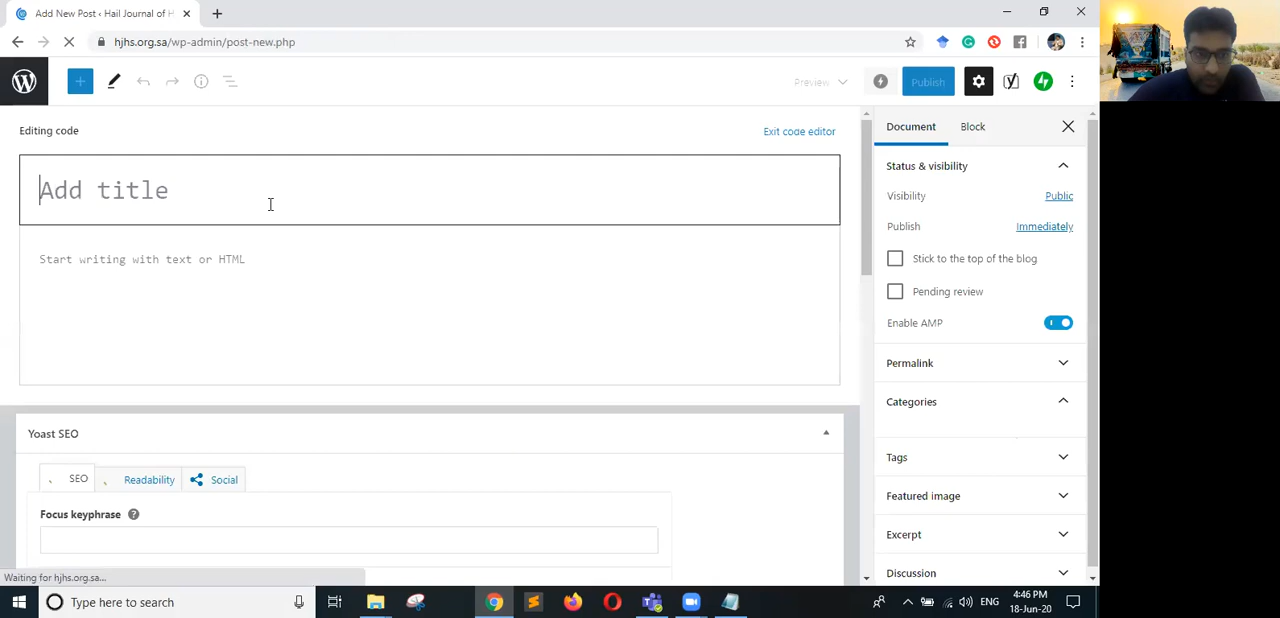 Add New Post ‹ Hail Journal of H
hjhs.org.sa/wp-admin/post-new.php
Preview
Publish
Editing code
Exit code editor
Add title
Start writing with text or HTML
Document
Block
Status & visibility
Visibility
Public
Publish
Immediately
Stick to the top of the blog
Pending review
Enable AMP
Permalink
Categories
Tags
Featured image
Excerpt
Discussion
Yoast SEO
SEO
Readability
Social
Focus keyphrase
Waiting for hjhs.org.sa...
Type here to search
ENG
4:46 PM
18-Jun-20